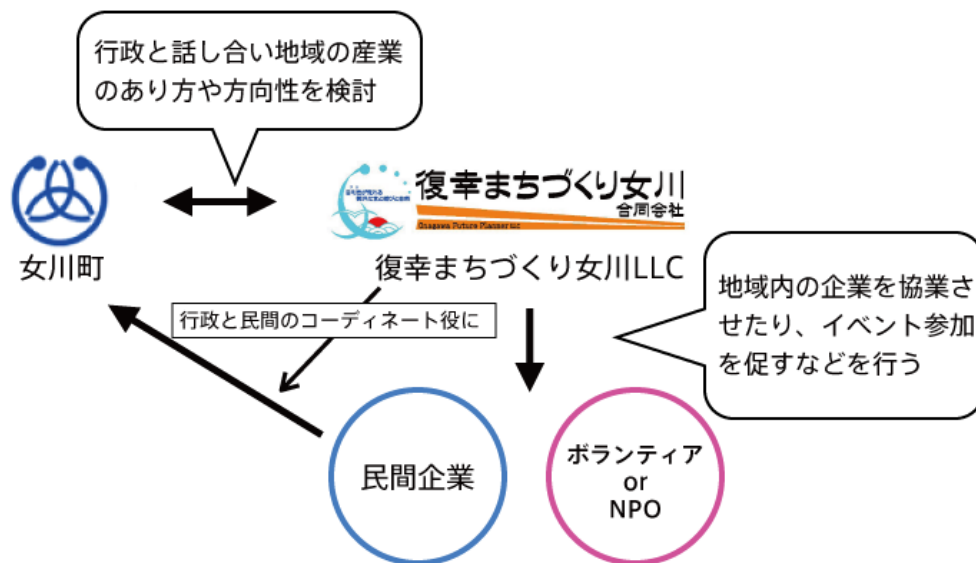 行政と話し合い地域の産業
のあり方や方向性を検討
復幸まちづくり女川
合同会社
Onagawa Future Planner LLC
女川町
復幸まちづくり女川LLC
地域内の企業を協業さ
せたり、イベント参加
を促すなどを行う
行政と民間のコーディネート役に
民間企業
ボランティア
or
NPO